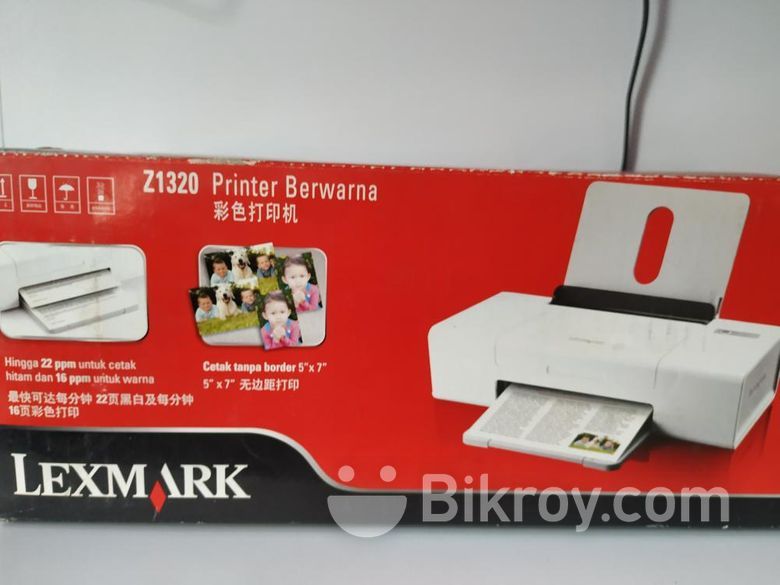 Z1320 Printer Berwarna
彩色打印机
Hingga 22 ppm untuk cetak
hitam dan 16 ppm untuk warna
最快可达每分钟 22页黑白及每分钟
16页彩色打印
Cetak tanpa border 5"x 7"
5"x 7" 无边距打印
LEXMARK
Bikroy.com